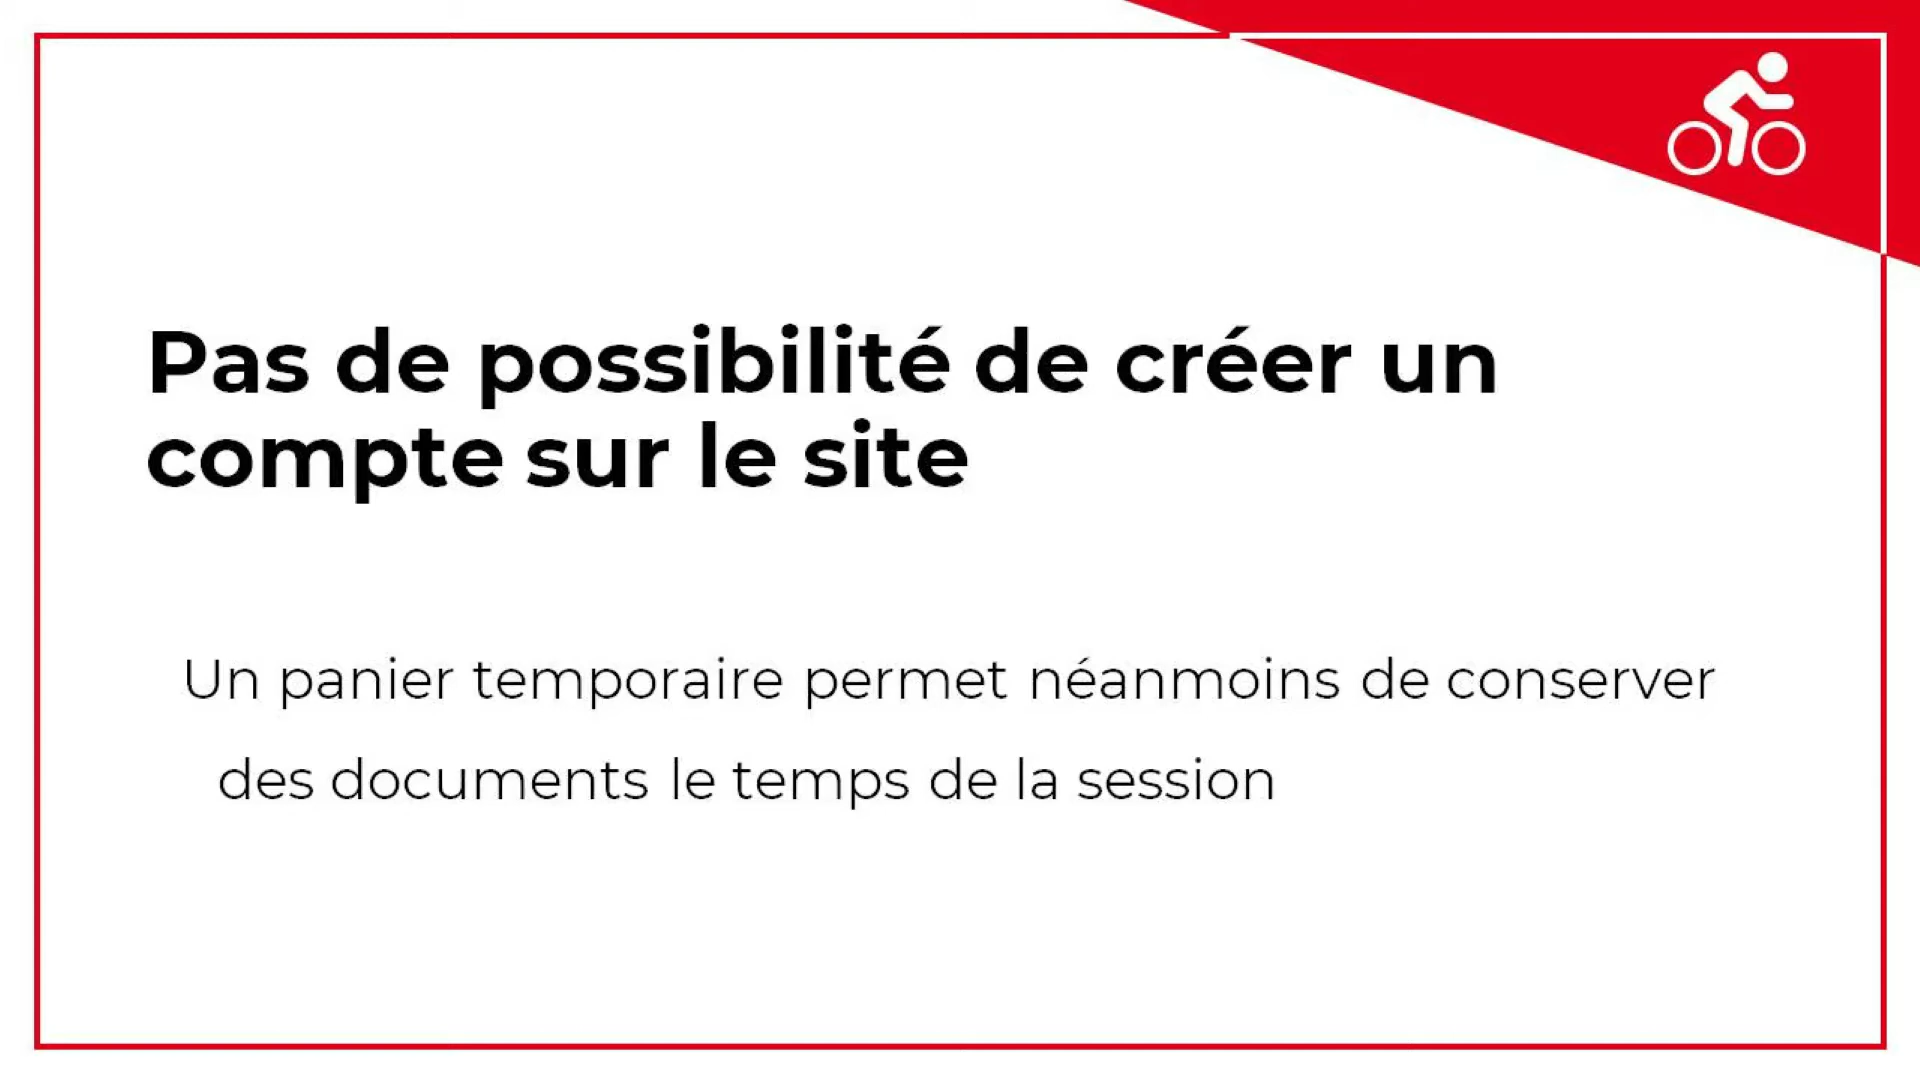 Pas de possibilité de créer un
compte sur le site
Un panier temporaire permet néanmoins de conserver
des documents le temps de la session